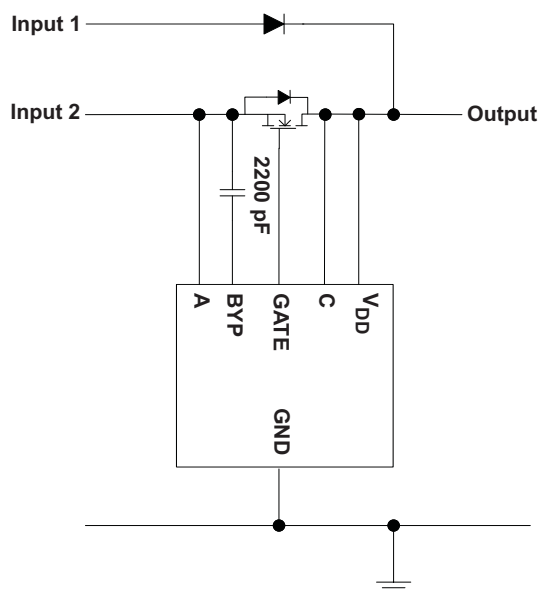 Input 1
Input 2
Output
2200 pF
A
BYP
GATE
C
VDD
GND